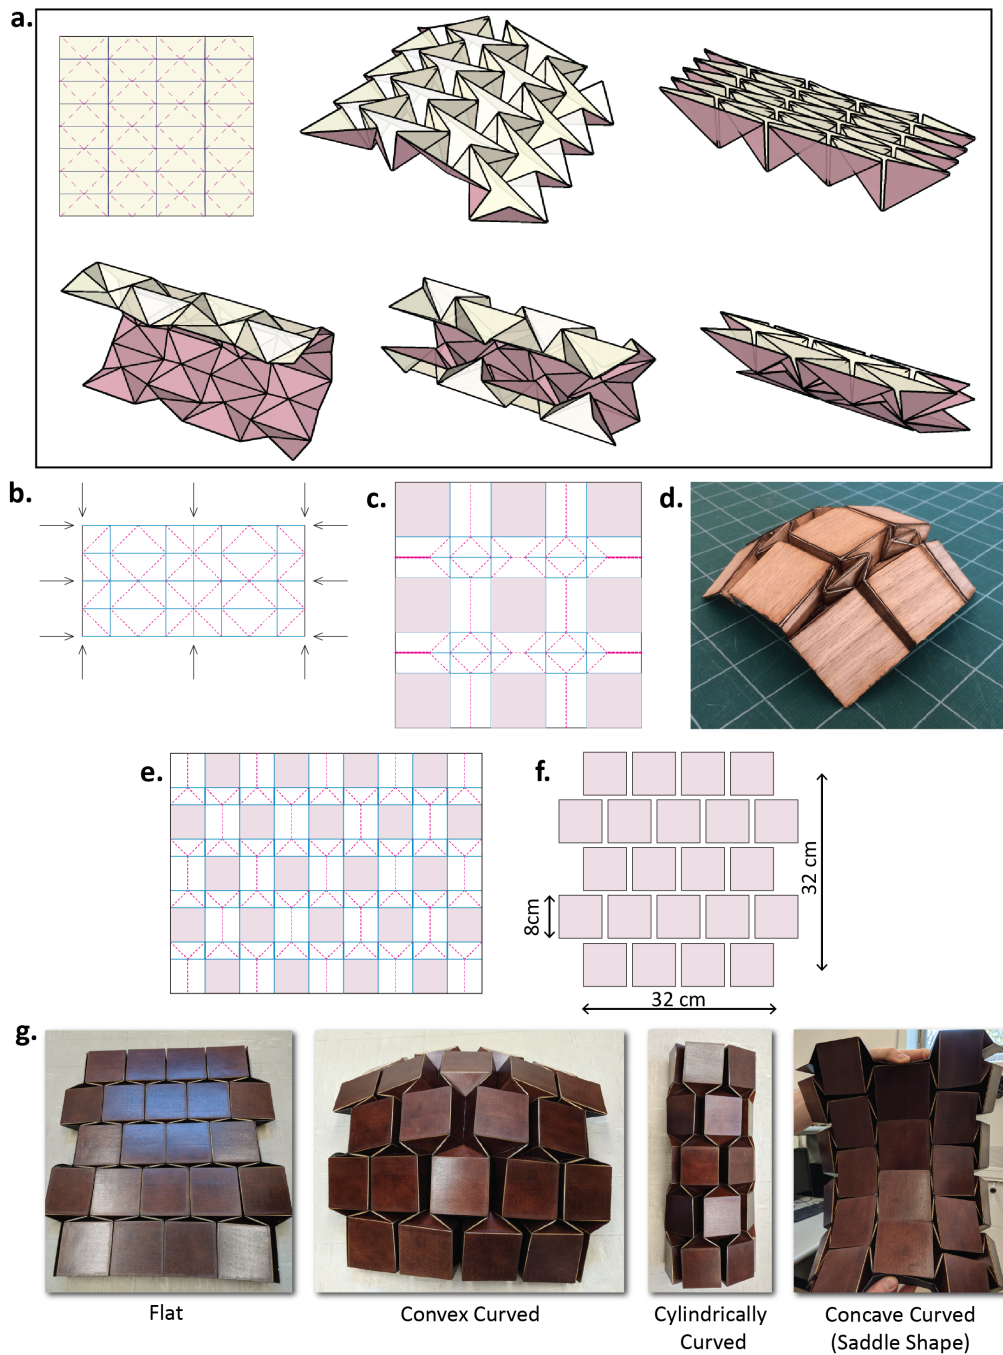 a.
b.
c.
d.
e.
f.
8cm
32 cm
32 cm
g.
Flat
Convex Curved
Cylindrically
Curved
Concave Curved
(Saddle Shape)